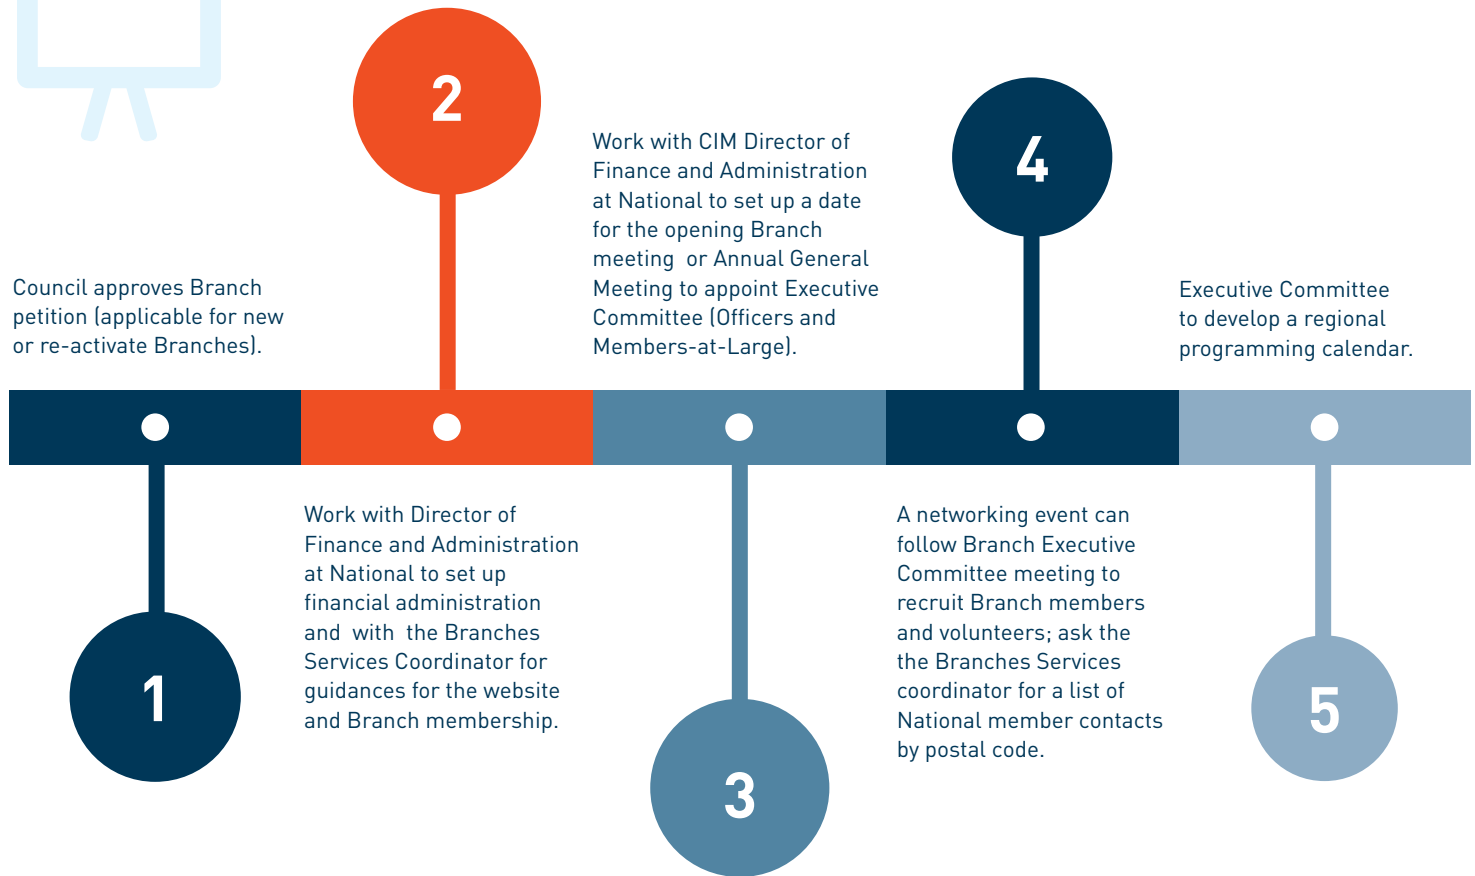 1
Council approves Branch
petition (applicable for new
or re-activate Branches).
2
Work with Director of
Finance and Administration
at National to set up
financial administration
and  with  the Branches
Services Coordinator for
guidances for the website
and Branch membership.
3
Work with CIM Director of
Finance and Administration
at National to set up a date
for the opening Branch
meeting  or Annual General
Meeting to appoint Executive
Committee (Officers and
Members-at-Large).
4
A networking event can
follow Branch Executive
Committee meeting to
recruit Branch members
and volunteers; ask the
the Branches Services
coordinator for a list of
National member contacts
by postal code.
5
Executive Committee
to develop a regional
programming calendar.